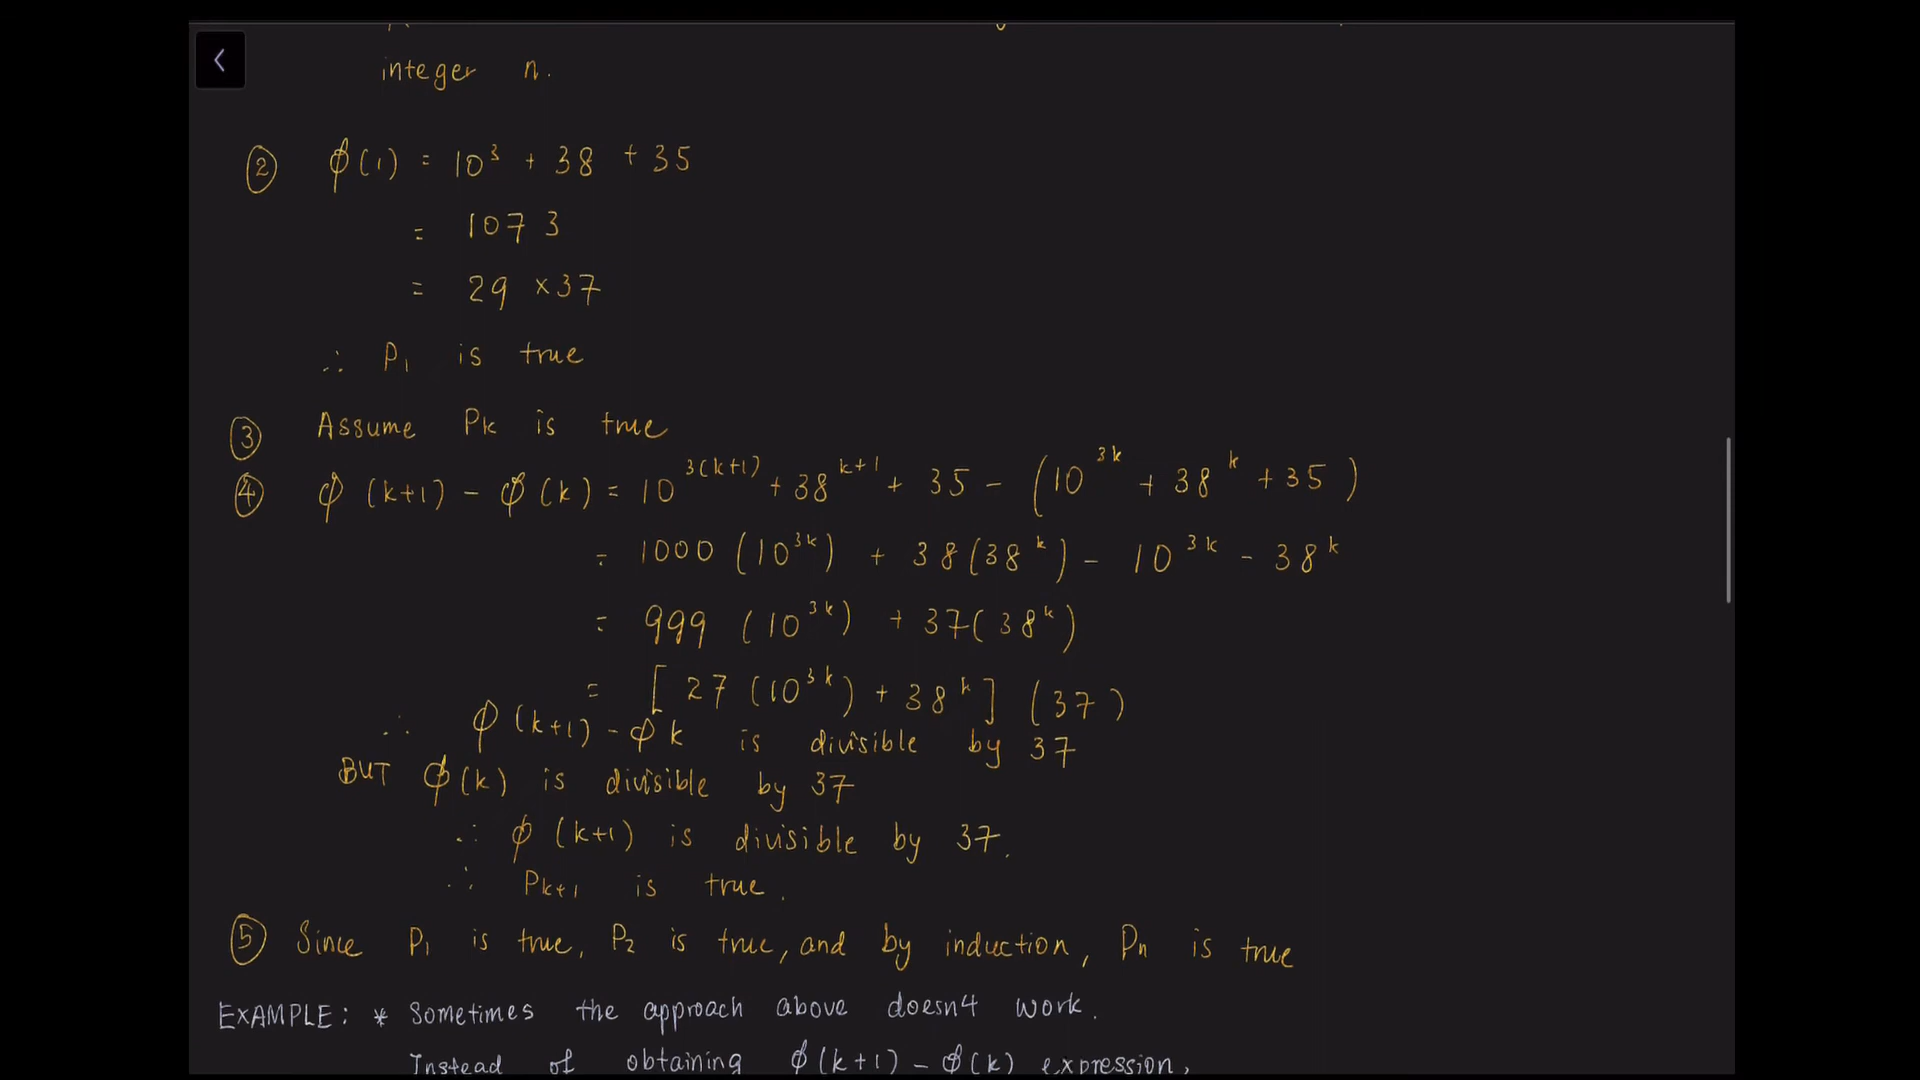 integer n.
② ϕ(1) = 10³ + 38 + 35
= 1073
= 29 × 37
∴ P₁ is true
③ Assume Pk is true
④ ϕ(k+1) - ϕ(k) = 10^3(k+1) + 38^k+1 + 35 - (10^3k + 38^k + 35)
= 1000(10^3k) + 38(38^k) - 10^3k - 38^k
= 999(10^3k) + 37(38^k)
= [27(10^3k) + 38^k](37)
∴ ϕ(k+1) - ϕk is divisible by 37
BUT ϕ(k) is divisible by 37
∴ ϕ(k+1) is divisible by 37.
∴ Pk+1 is true.
⑤ Since P₁ is true, P₂ is true, and by induction, Pn is true
EXAMPLE: * Sometimes the approach above doesn4 work.
Instead of obtaining ϕ(k+1) - ϕ(k) expression,